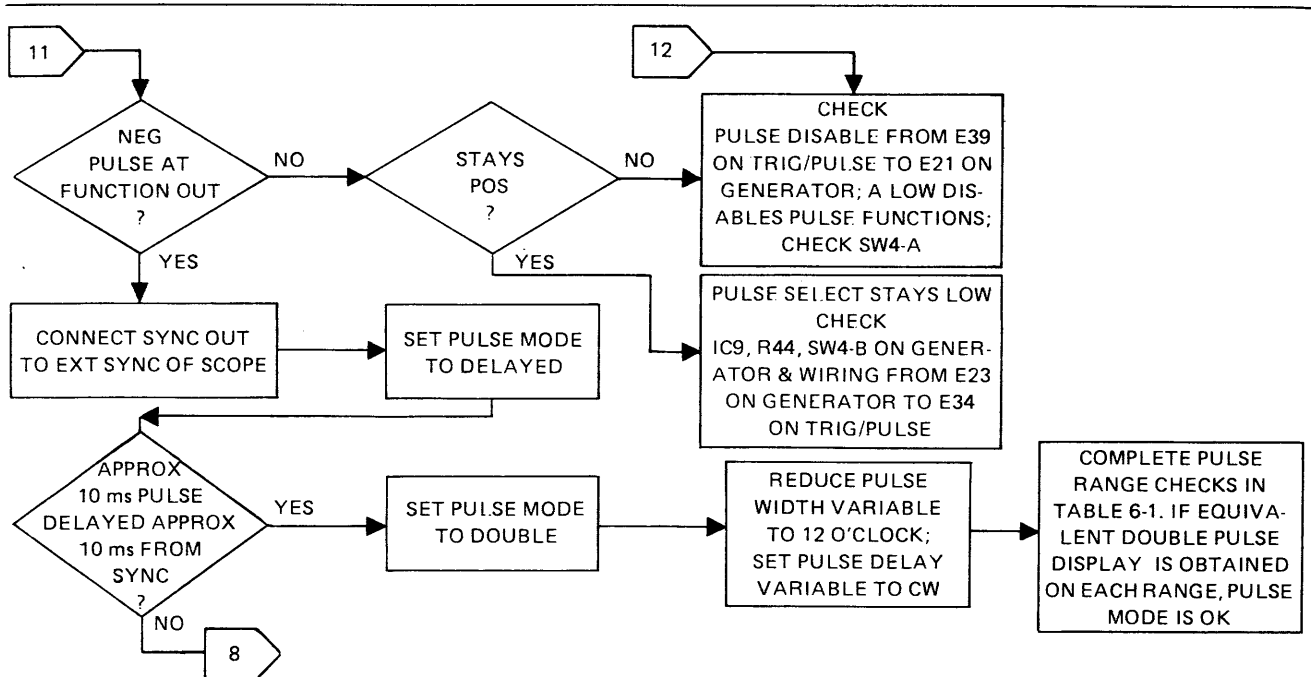 11
NEG
PULSE AT
FUNCTION OUT
?
NO
YES
STAYS
POS
?
NO
YES
12
CHECK
PULSE DISABLE FROM E39
ON TRIG/PULSE TO E21 ON
GENERATOR; A LOW DIS-
ABLES PULSE FUNCTIONS;
CHECK SW4-A
PULSE SELECT STAYS LOW
CHECK
IC9, R44, SW4-B ON GENER-
ATOR & WIRING FROM E23
ON GENERATOR TO E34
ON TRIG/PULSE
CONNECT SYNC OUT
TO EXT SYNC OF SCOPE
SET PULSE MODE
TO DELAYED
APPROX
10 ms PULSE
DELAYED APPROX
10 ms FROM
SYNC
?
YES
NO
8
SET PULSE MODE
TO DOUBLE
REDUCE PULSE
WIDTH VARIABLE
TO 12 O'CLOCK;
SET PULSE DELAY
VARIABLE TO CW
COMPLETE PULSE
RANGE CHECKS IN
TABLE 6-1. IF EQUIVA-
LENT DOUBLE PULSE
DISPLAY IS OBTAINED
ON EACH RANGE, PULSE
MODE IS OK